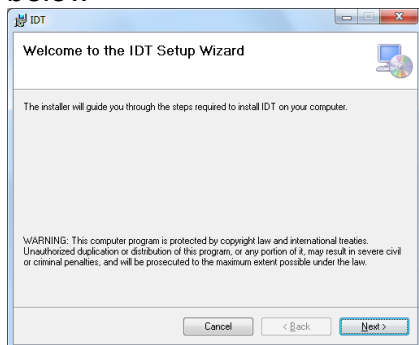 IDT
Welcome to the IDT Setup Wizard
The installer will guide you through the steps required to install IDT on your computer.
WARNING: This computer program is protected by copyright law and international treaties.
Unauthorized duplication or distribution of this program, or any portion of it, may result in severe civil
or criminal penalties, and will be prosecuted to the maximum extent possible under the law.
Cancel
< Back
Next >